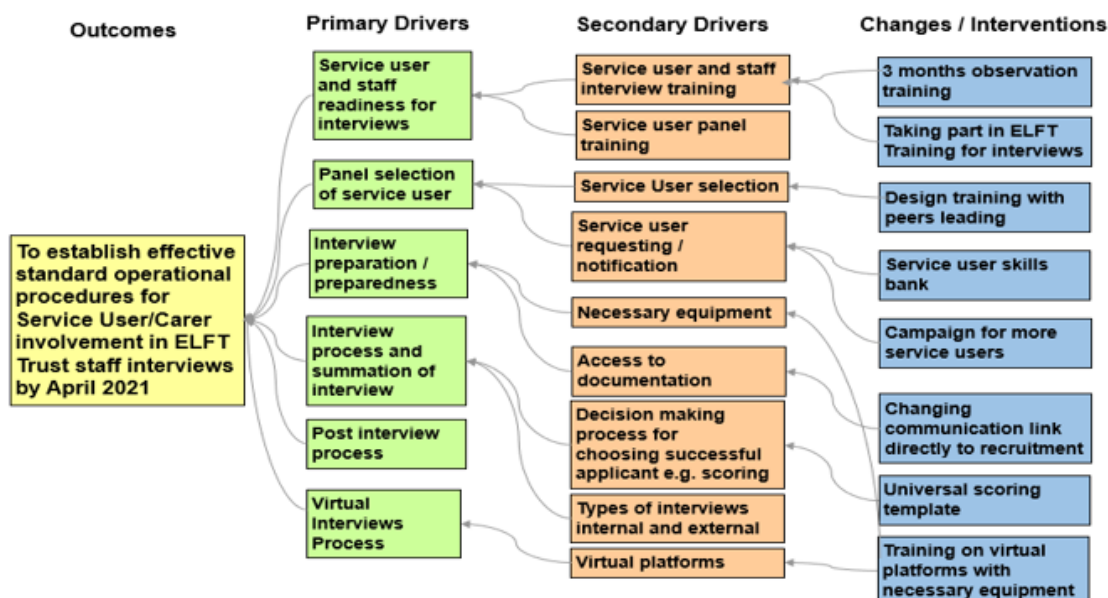 Outcomes
Primary Drivers
Secondary Drivers
Changes / Interventions
To establish effective
standard operational
procedures for
Service User/Carer
involvement in ELFT
Trust staff interviews
by April 2021
Service user
and staff
readiness for
interviews
Panel selection
of service user
Interview
preparation /
preparedness
Interview
process and
summation of
interview
Post interview
process
Virtual
Interviews
Process
Service user and staff
interview training
Service user panel
training
Service User selection
Service user
requesting /
notification
Necessary equipment
Access to
documentation
Decision making
process for
choosing successful
applicant e.g. scoring
Types of interviews
internal and external
Virtual platforms
3 months observation
training
Taking part in ELFT
Training for interviews
Design training with
peers leading
Service user skills
bank
Campaign for more
service users
Changing
communication link
directly to recruitment
Universal scoring
template
Training on virtual
platforms with
necessary equipment